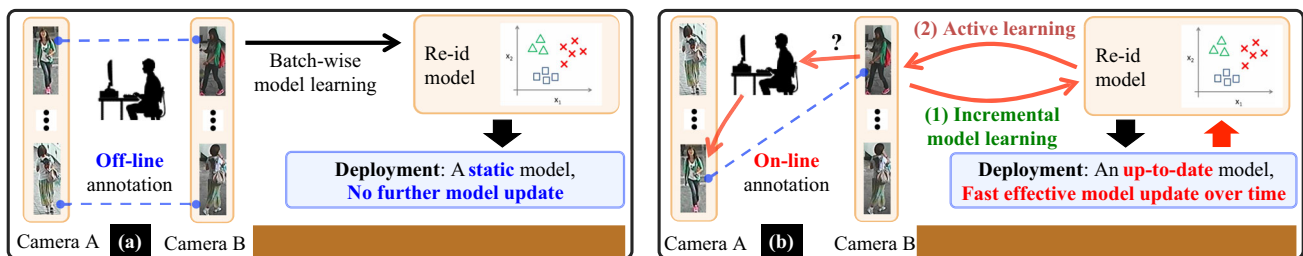 Batch-wise
model learning
Re-id
model
x₂
x₁
Off-line
annotation
Deployment: A static model,
No further model update
Camera A
(a)
Camera B
?
(2) Active learning
Re-id
model
x₂
x₁
(1) Incremental
model learning
On-line
annotation
Deployment: An up-to-date model,
Fast effective model update over time
Camera A
(b)
Camera B